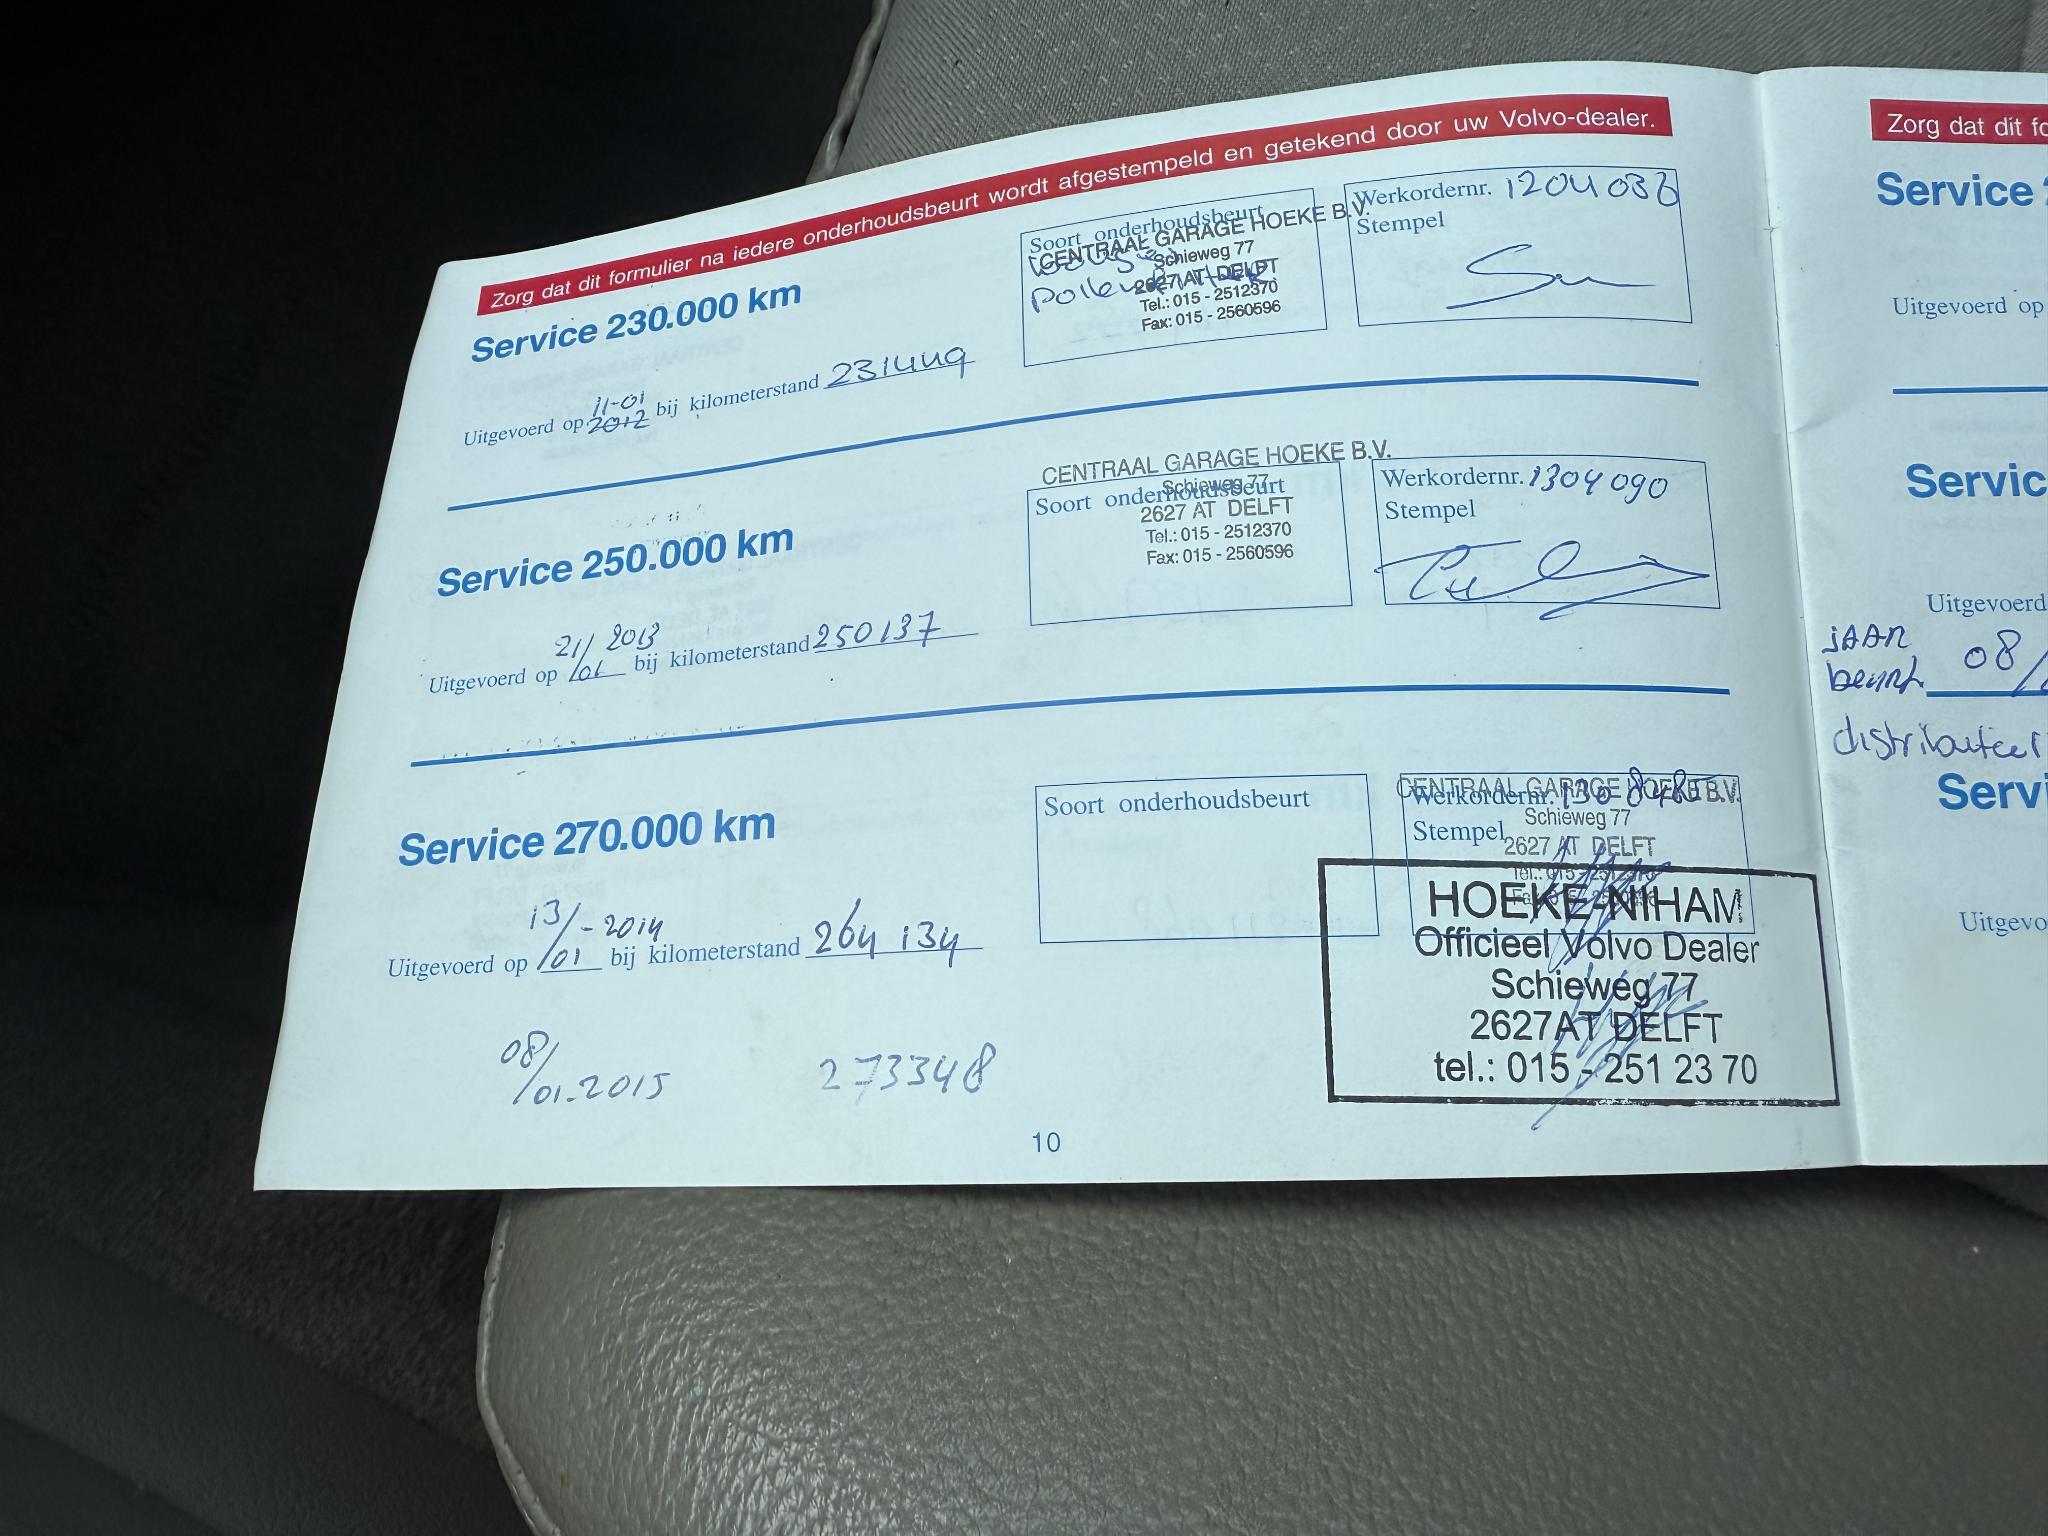 Zorg dat dit formulier na iedere onderhoudsbeurt wordt afgestempeld en getekend door uw Volvo-dealer.
Service 230.000 km
Uitgevoerd op 11-01 2012 bij kilometerstand 231449
Soort onderhoudsbeurt
CENTRAAL GARAGE HOEKE B.V.
Schieweg 77
2627 AT DELFT
Tel.: 015 - 2512370
Fax: 015 - 2560596
Werkordernr. 1204036
Stempel
Service 250.000 km
Uitgevoerd op 21/01 2013 bij kilometerstand 250137
CENTRAAL GARAGE HOEKE B.V.
Soort onderhoudsbeurt
Schieweg 77
2627 AT DELFT
Tel.: 015 - 2512370
Fax: 015 - 2560596
Werkordernr. 1304090
Stempel
Service 270.000 km
Uitgevoerd op 13/01 - 2014 bij kilometerstand 264 134
Soort onderhoudsbeurt
CENTRAAL GARAGE HOEKE B.V.
Werkordernr.
Schieweg 77
Stempel
2627 AT DELFT
08/01.2015 273348
HOEKE-NIHAM
Officieel Volvo Dealer
Schieweg 77
2627AT DELFT
tel.: 015 - 251 23 70
10
Zorg dat dit
Service
Uitgevoerd op
Servic
Uitgevoerd
jAAR
beurt 08/
distributeer
Servi
Uitgevo